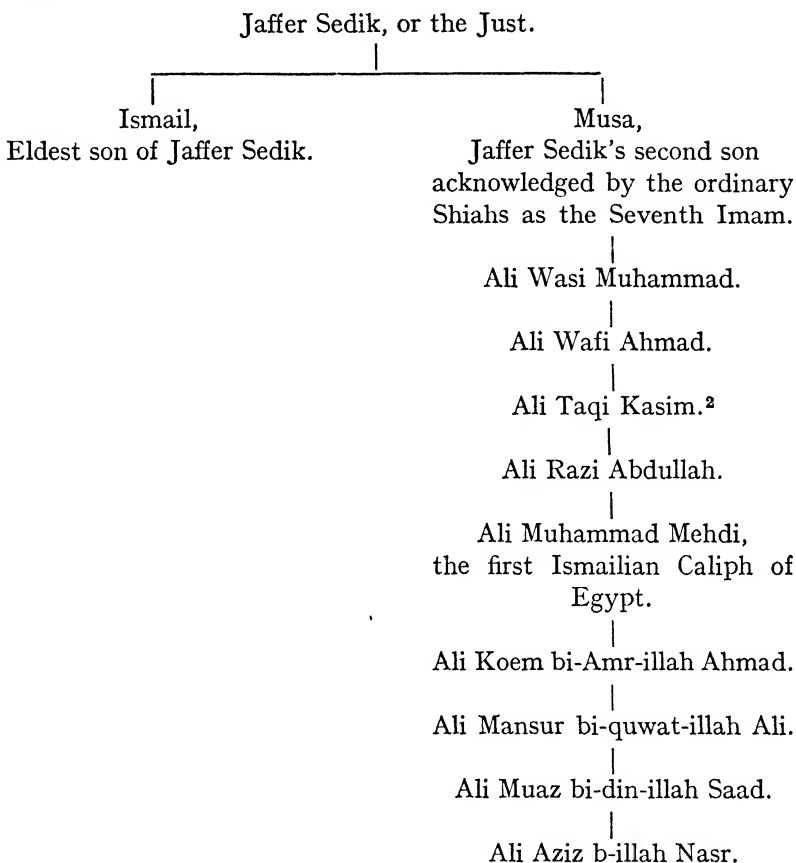 Jaffer Sedik, or the Just.
Ismail,
Eldest son of Jaffer Sedik.
Musa,
Jaffer Sedik's second son
acknowledged by the ordinary
Shiahs as the Seventh Imam.
Ali Wasi Muhammad.
Ali Wafi Ahmad.
Ali Taqi Kasim.²
Ali Razi Abdullah.
Ali Muhammad Mehdi,
the first Ismailian Caliph of
Egypt.
Ali Koem bi-Amr-illah Ahmad.
Ali Mansur bi-quwat-illah Ali.
Ali Muaz bi-din-illah Saad.
Ali Aziz b-illah Nasr.